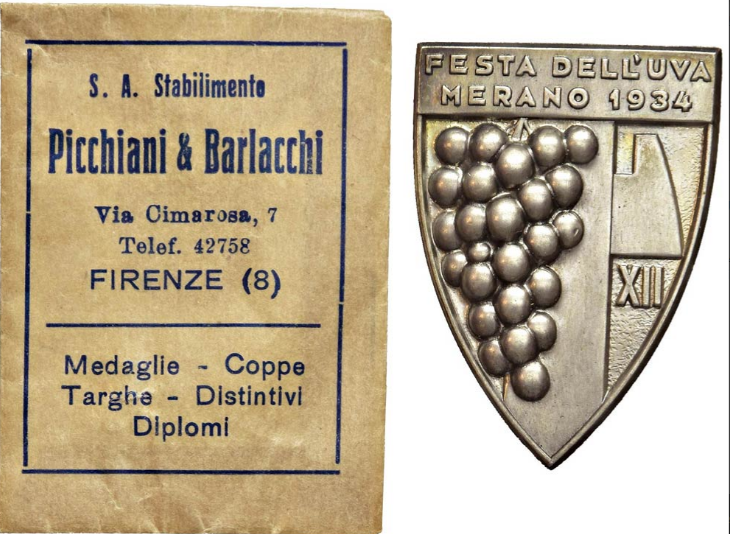 S. A. Stabilimento
Picchiani & Barlacchi
Via Cimarosa, 7
Telef. 42758
FIRENZE (8)
Medaglie - Coppe
Targhe - Distintivi
Diplomi
FESTA DELL'UVA
MERANO 1934
XII